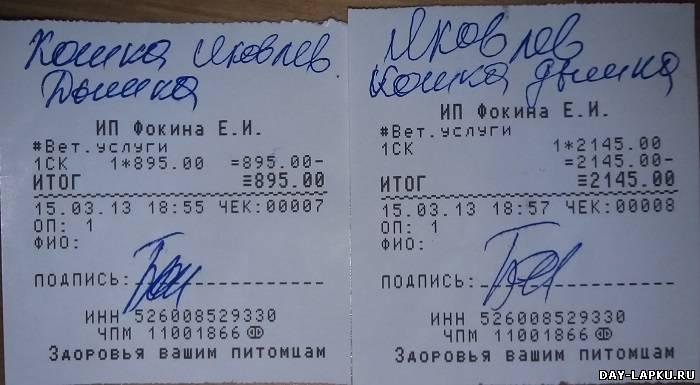 Кошка Яковлев
Дымка
ИП Фокина Е.И.
#Вет.услуги
1СК 1*895.00 =895.00-
ИТОГ ≡895.00
15.03.13 18:55 ЧЕК:00007
ОП: 1
ФИО:
ПОДПИСЬ:
ИНН 526008529330
ЧПМ 11001866
Здоровья вашим питомцам
Яковлев
кошка дымка
ИП Фокина Е.И.
#Вет.услуги
1СК 1*2145.00
=2145.00-
ИТОГ ≡2145.00
15.03.13 18:57 ЧЕК:00008
ОП: 1
ФИО:
ПОДПИСЬ:
ИНН 526008529330
ЧПМ 11001866
Здоровья вашим питомцам
DAY-LAPKU.RU